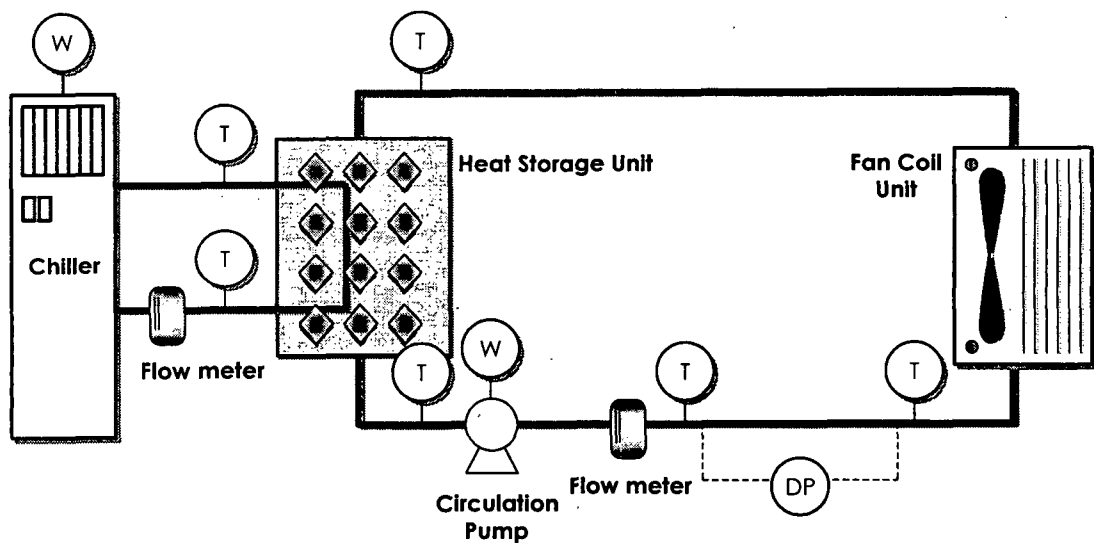 W
T
T
Heat Storage Unit
Fan Coil
Unit
Chiller
T
Flow meter
T
W
T
T
Flow meter
DP
Circulation
Pump